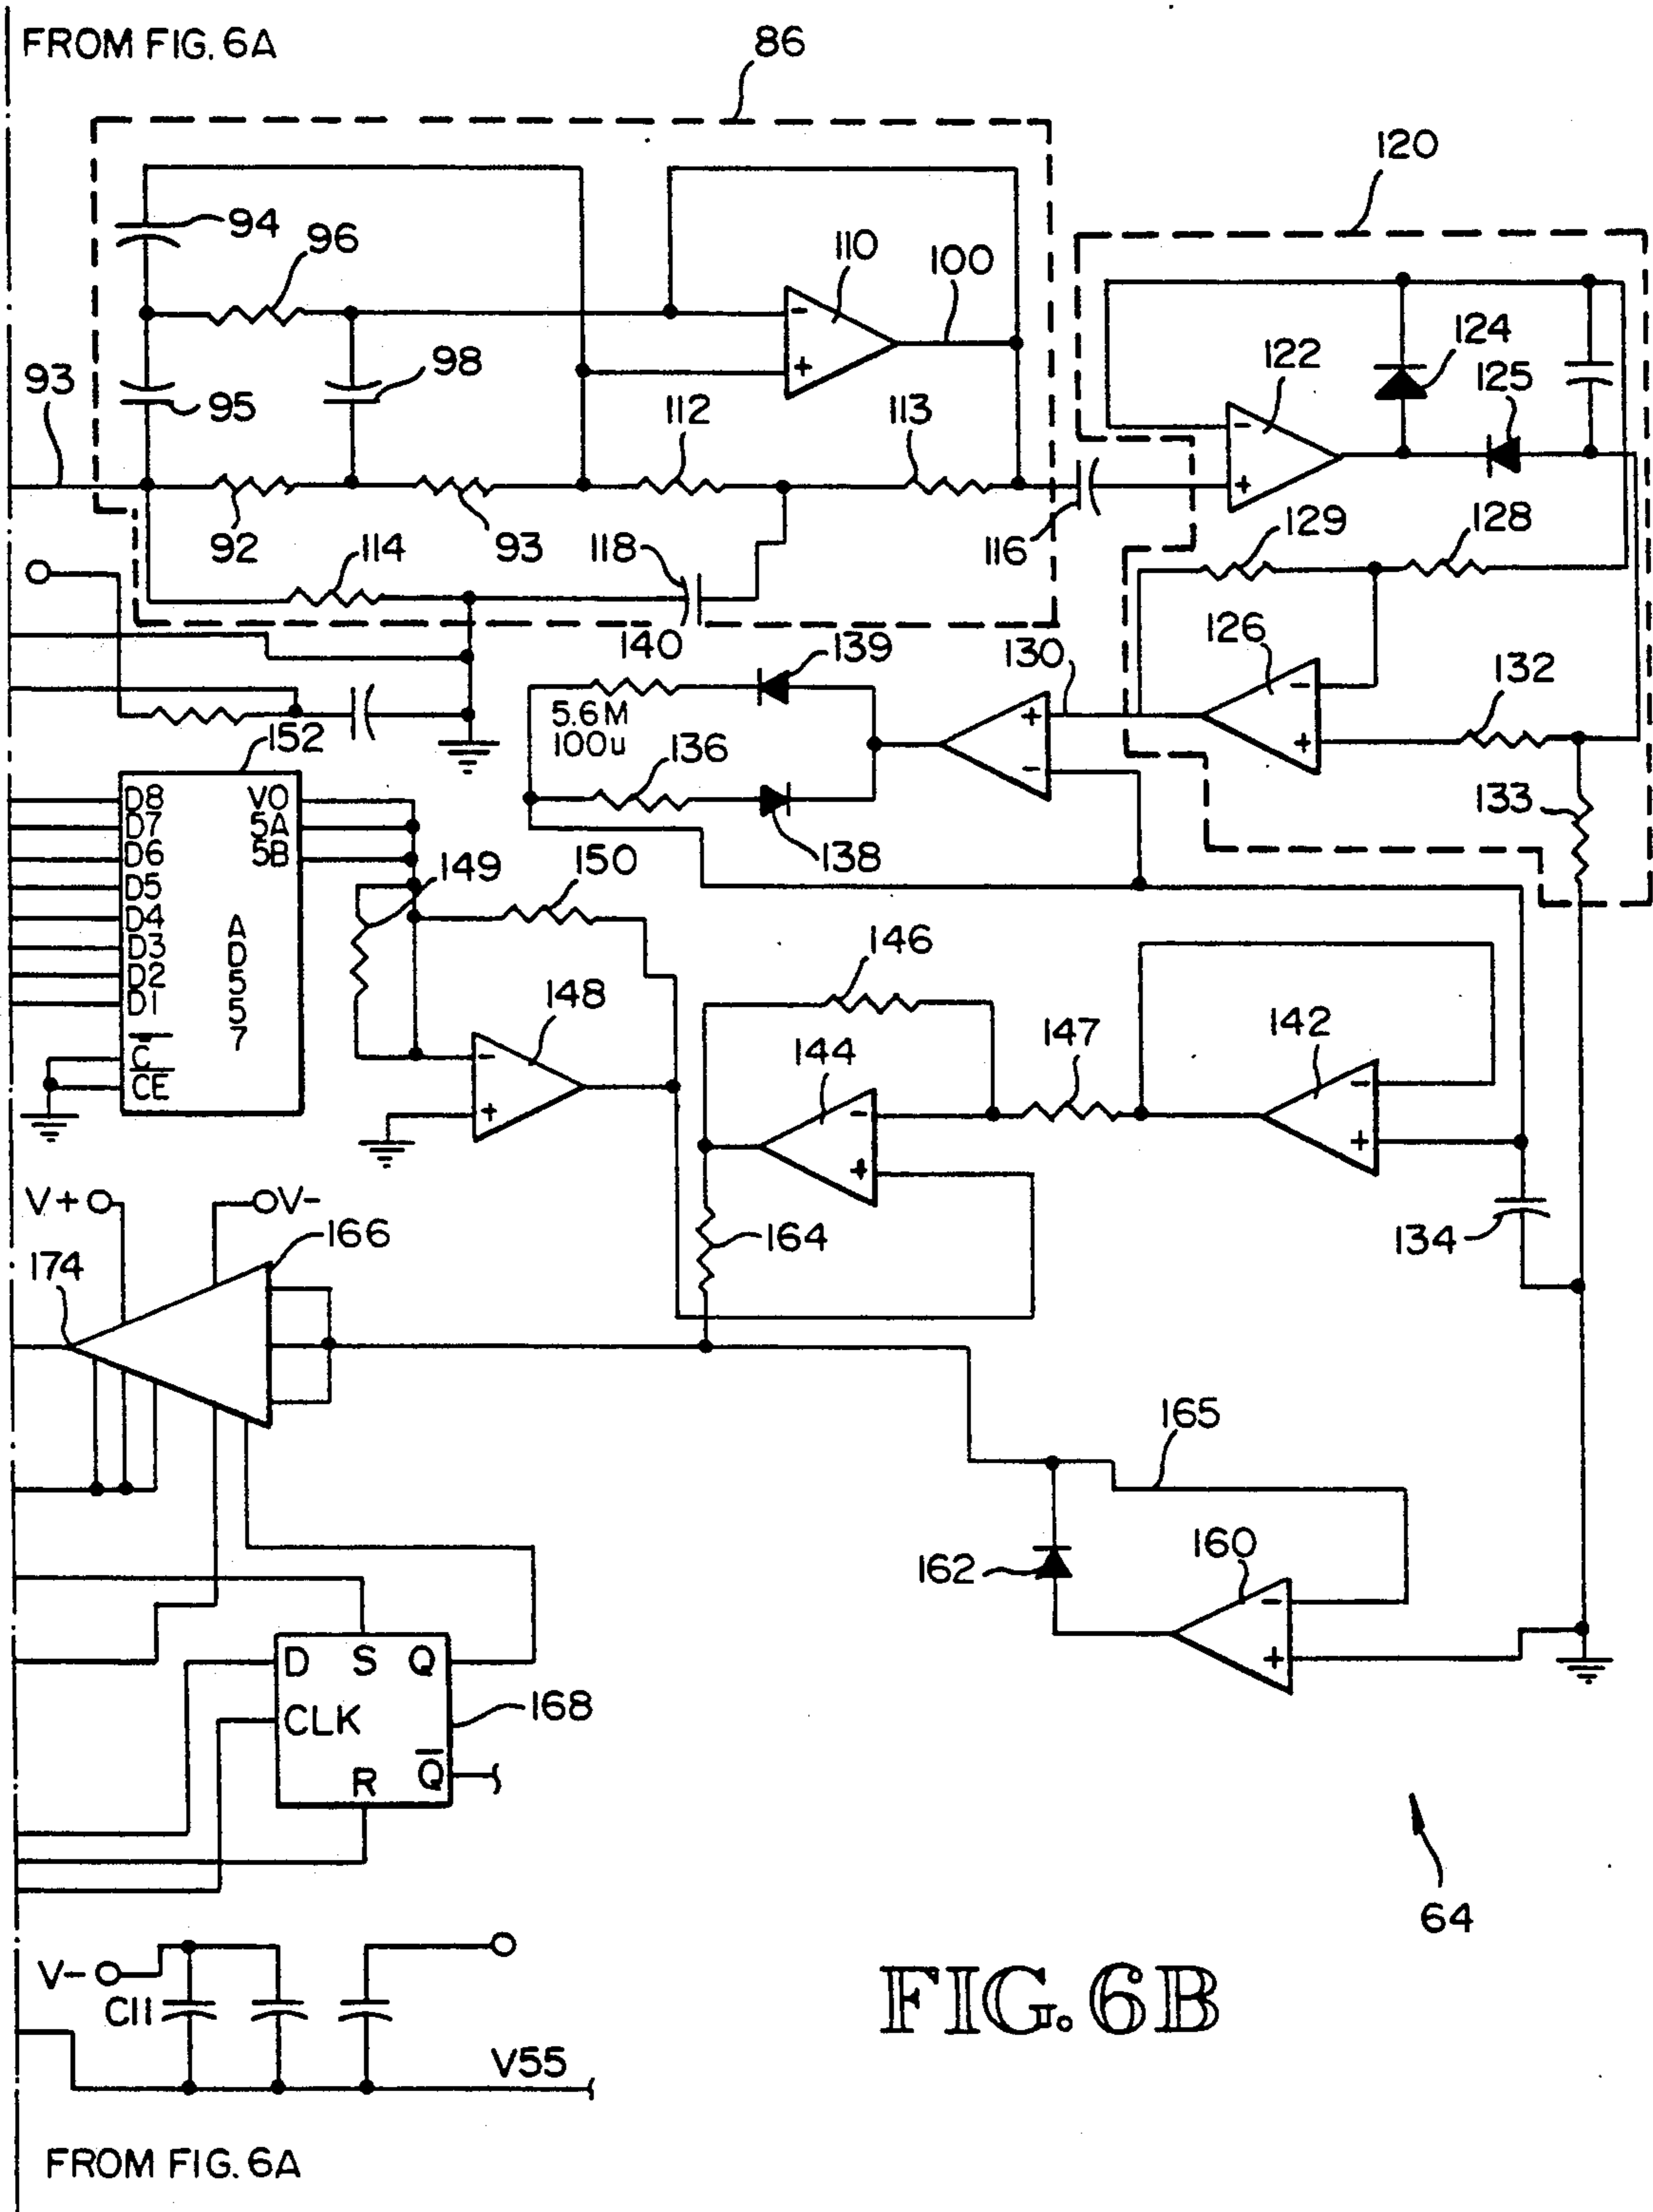 FROM FIG. 6A
86
120
94
96
110
100
124
93
95
98
122
125
112
113
92
93
116
129
128
114
118
126
140
139
130
132
5.6M
100u
136
133
152
138
D8 VO
D7 5A
D6 5B
D5
D4
D3
D2
D1
C
CE
A
D
5
5
7
149
150
146
148
144
147
142
V+ V-
166
174
164
134
165
160
162
D S Q
CLK
R Q
168
64
V-
C11
V55
FIG. 6B
FROM FIG. 6A